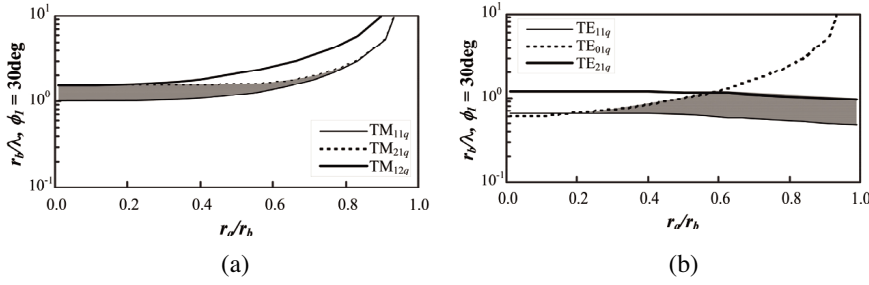 10¹
r_b/λ, ϕ_l = 30deg
10⁰
10⁻¹
TM₁₁q
TM₂₁q
TM₁₂q
0.0 0.2 0.4 0.6 0.8 1.0
r_a/r_b
(a)
10¹
r_b/λ, ϕ_l = 30deg
10⁰
10⁻¹
TE₁₁q
TE₀₁q
TE₂₁q
0.0 0.2 0.4 0.6 0.8 1.0
r_a/r_b
(b)